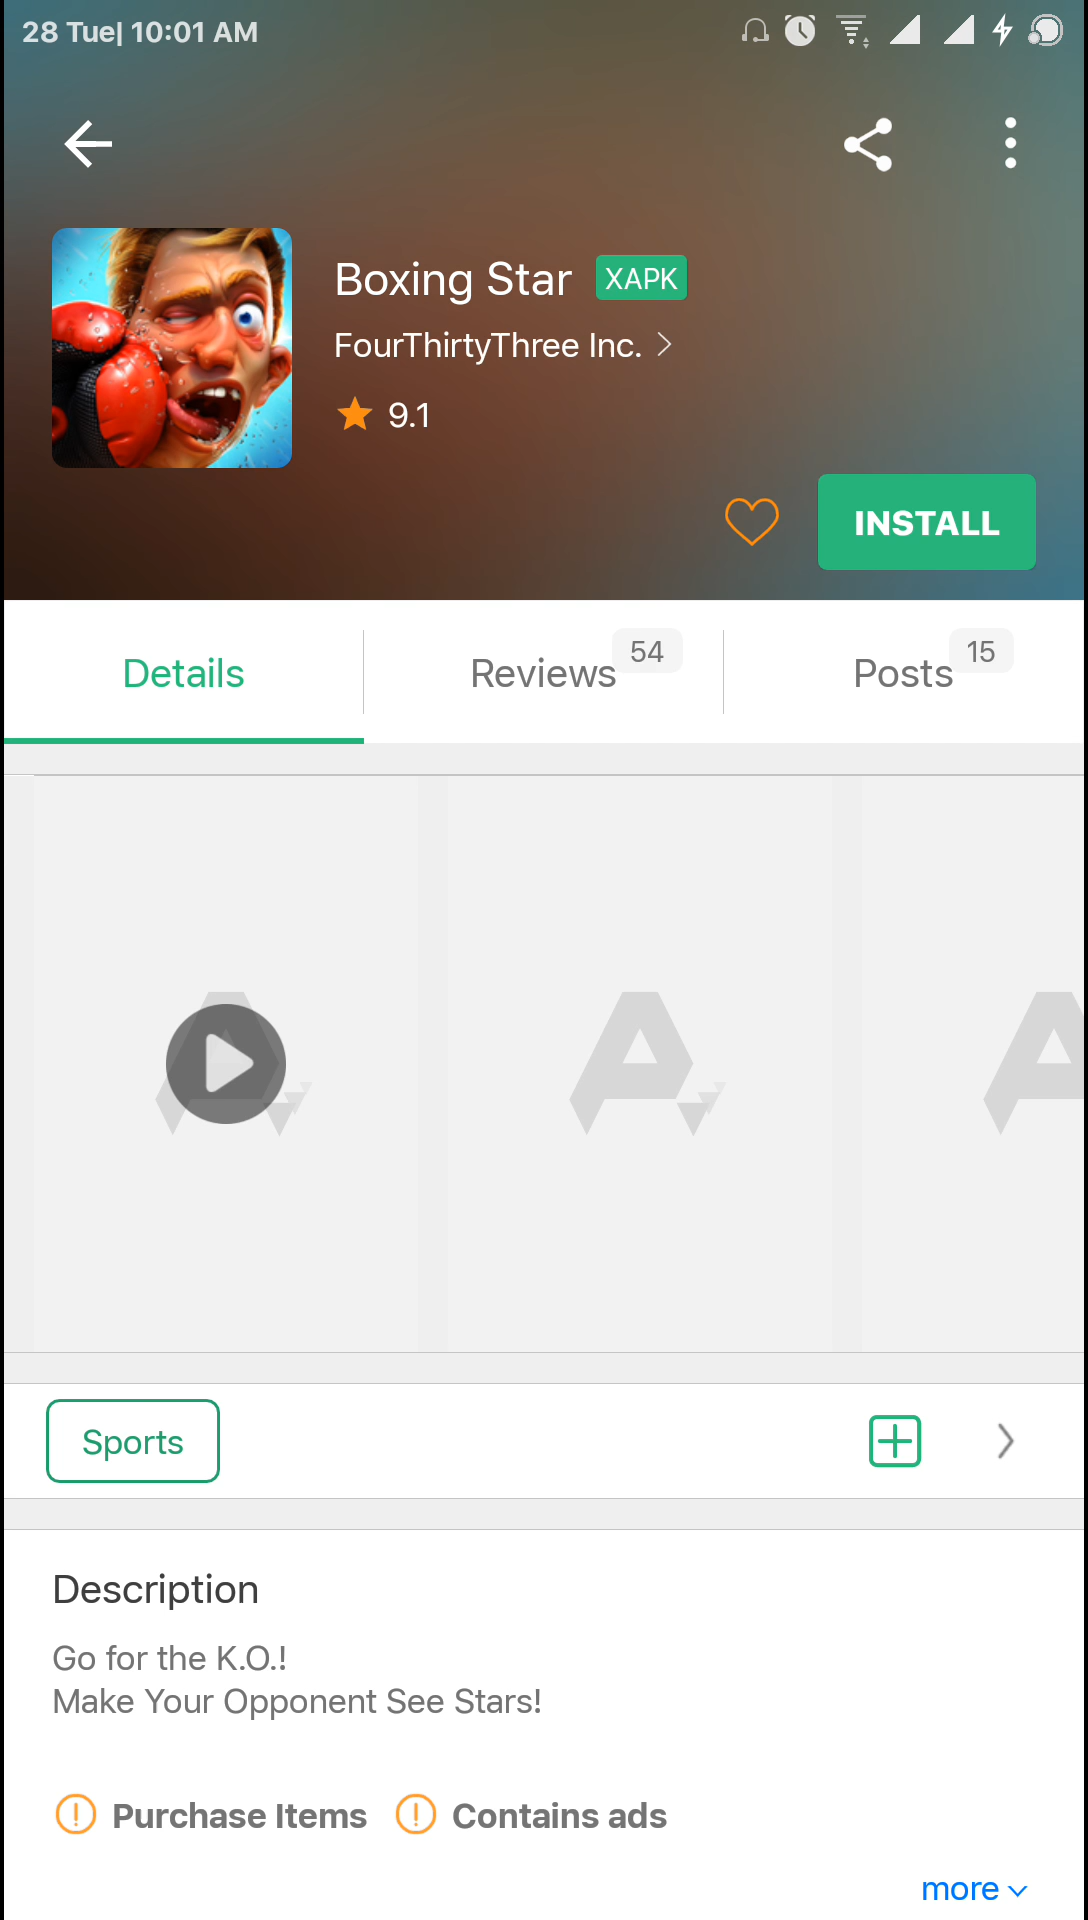 28 Tue| 10:01 AM
Boxing Star XAPK
FourThirtyThree Inc.
9.1
INSTALL
Details
Reviews 54
Posts 15
Sports
Description
Go for the K.O.!
Make Your Opponent See Stars!
Purchase Items Contains ads
more